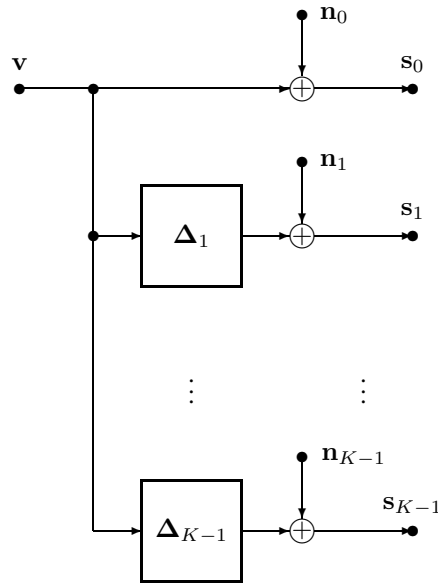 n₀
v s₀
n₁
s₁
Δ₁
⋮ ⋮
n_{K−1}
s_{K−1}
Δ_{K−1}